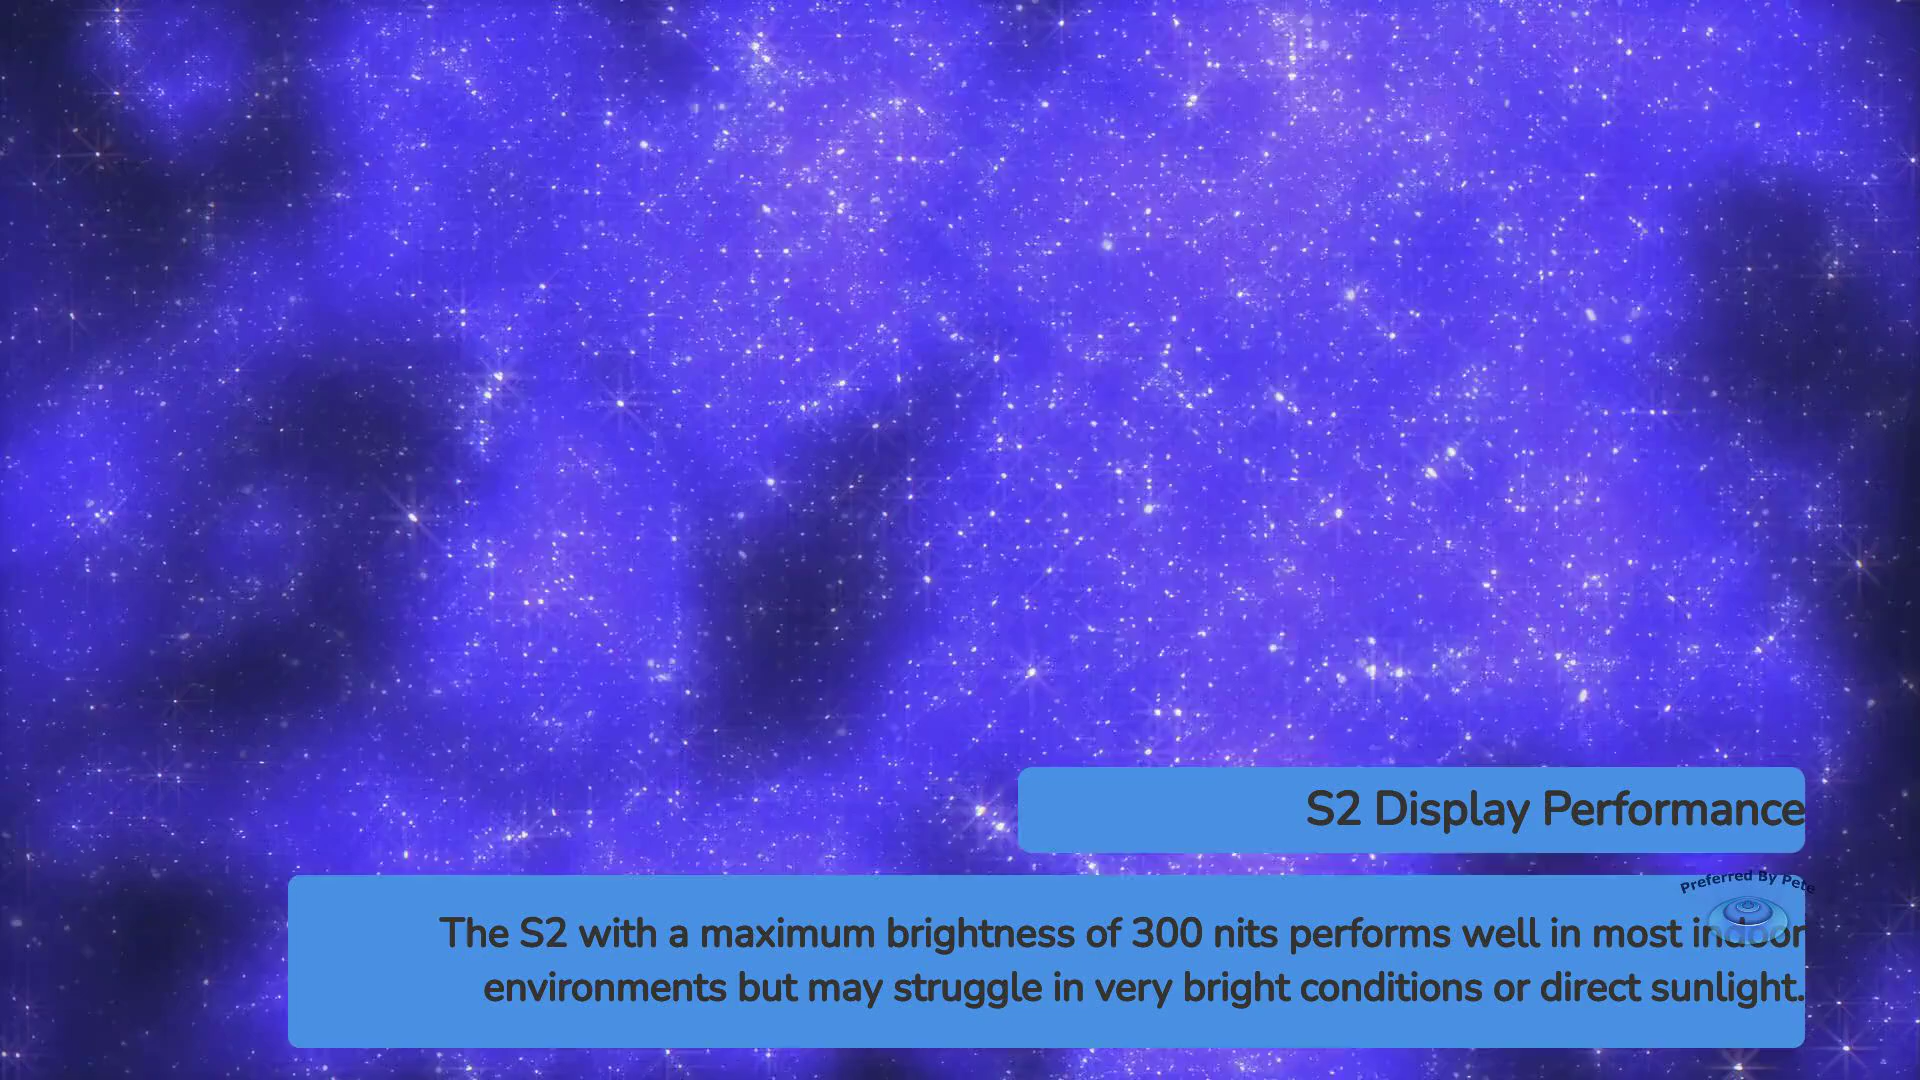 S2 Display Performance
Preferred By Pete
The S2 with a maximum brightness of 300 nits performs well in most indoor
environments but may struggle in very bright conditions or direct sunlight.